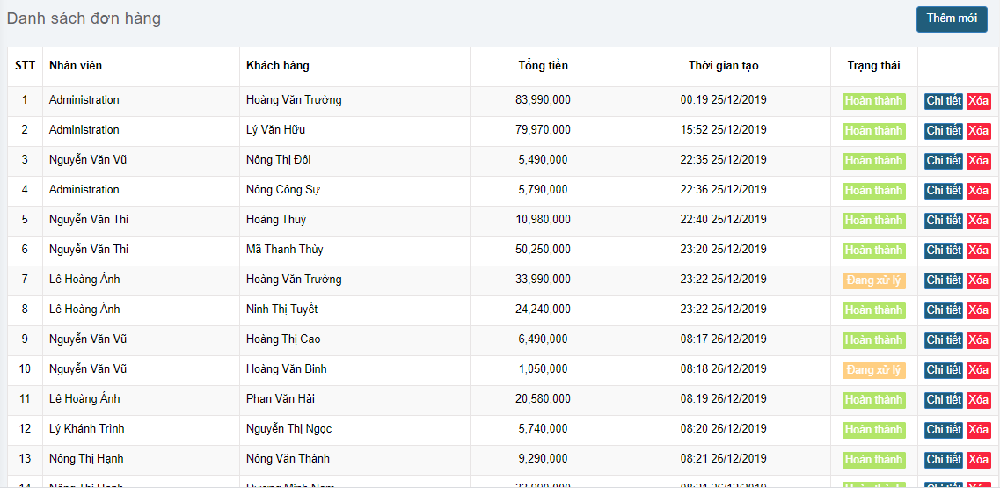 Danh sách đơn hàng
Thêm mới
STT Nhân viên Khách hàng Tổng tiền Thời gian tạo Trạng thái
1 Administration Hoàng Văn Trường 83,990,000 00:19 25/12/2019 Hoàn thành Chi tiết Xóa
2 Administration Lý Văn Hữu 79,970,000 15:52 25/12/2019 Hoàn thành Chi tiết Xóa
3 Nguyễn Văn Vũ Nông Thị Đôi 5,490,000 22:35 25/12/2019 Hoàn thành Chi tiết Xóa
4 Administration Nông Công Sự 5,790,000 22:36 25/12/2019 Hoàn thành Chi tiết Xóa
5 Nguyễn Văn Thi Hoàng Thuý 10,980,000 22:40 25/12/2019 Hoàn thành Chi tiết Xóa
6 Nguyễn Văn Thi Mã Thanh Thùy 50,250,000 23:20 25/12/2019 Hoàn thành Chi tiết Xóa
7 Lê Hoàng Ánh Hoàng Văn Trường 33,990,000 23:22 25/12/2019 Đang xử lý Chi tiết Xóa
8 Lê Hoàng Ánh Ninh Thị Tuyết 24,240,000 23:22 25/12/2019 Hoàn thành Chi tiết Xóa
9 Nguyễn Văn Vũ Hoàng Thị Cao 6,490,000 08:17 26/12/2019 Hoàn thành Chi tiết Xóa
10 Nguyễn Văn Vũ Hoàng Văn Bình 1,050,000 08:18 26/12/2019 Đang xử lý Chi tiết Xóa
11 Lê Hoàng Ánh Phan Văn Hải 20,580,000 08:19 26/12/2019 Hoàn thành Chi tiết Xóa
12 Lý Khánh Trình Nguyễn Thị Ngọc 5,740,000 08:20 26/12/2019 Hoàn thành Chi tiết Xóa
13 Nông Thị Hạnh Nông Văn Thành 9,290,000 08:21 26/12/2019 Hoàn thành Chi tiết Xóa